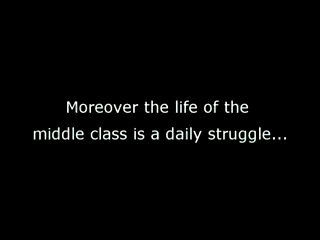 Moreover the life of the
middle class is a daily struggle...